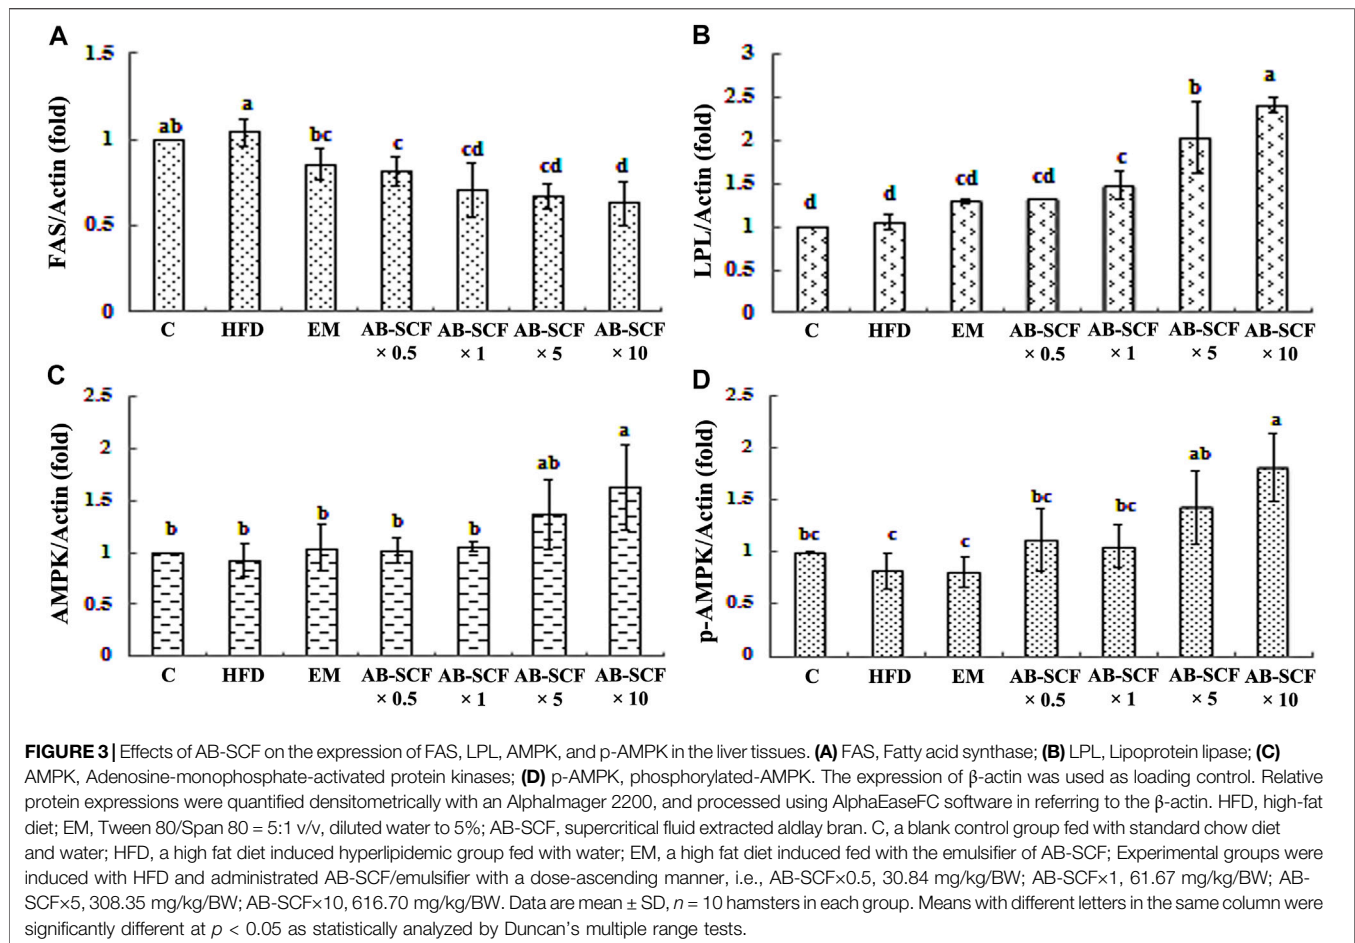 A
FAS/Actin (fold)
1.5
1
0.5
0
ab
a
bc
c
cd
cd
d
C HFD EM AB-SCF AB-SCF AB-SCF AB-SCF
× 0.5 × 1 × 5 × 10
B
LPL/Actin (fold)
3
2.5
2
1.5
1
0.5
0
d
d
cd
cd
c
b
a
C HFD EM AB-SCF AB-SCF AB-SCF AB-SCF
× 0.5 × 1 × 5 × 10
C
AMPK/Actin (fold)
2.5
2
1.5
1
0.5
0
b
b
b
b
b
ab
a
C HFD EM AB-SCF AB-SCF AB-SCF AB-SCF
× 0.5 × 1 × 5 × 10
D
p-AMPK/Actin (fold)
2.5
2
1.5
1
0.5
0
bc
c
c
bc
bc
ab
a
C HFD EM AB-SCF AB-SCF AB-SCF AB-SCF
× 0.5 × 1 × 5 × 10
FIGURE 3 | Effects of AB-SCF on the expression of FAS, LPL, AMPK, and p-AMPK in the liver tissues. (A) FAS, Fatty acid synthase; (B) LPL, Lipoprotein lipase; (C)
AMPK, Adenosine-monophosphate-activated protein kinases; (D) p-AMPK, phosphorylated-AMPK. The expression of β-actin was used as loading control. Relative
protein expressions were quantified densitometrically with an AlphaImager 2200, and processed using AlphaEaseFC software in referring to the β-actin. HFD, high-fat
diet; EM, Tween 80/Span 80 = 5:1 v/v, diluted water to 5%; AB-SCF, supercritical fluid extracted aldlay bran. C, a blank control group fed with standard chow diet
and water; HFD, a high fat diet induced hyperlipidemic group fed with water; EM, a high fat diet induced fed with the emulsifier of AB-SCF; Experimental groups were
induced with HFD and administrated AB-SCF/emulsifier with a dose-ascending manner, i.e., AB-SCF×0.5, 30.84 mg/kg/BW; AB-SCF×1, 61.67 mg/kg/BW; AB-
SCF×5, 308.35 mg/kg/BW; AB-SCF×10, 616.70 mg/kg/BW. Data are mean ± SD, n = 10 hamsters in each group. Means with different letters in the same column were
significantly different at p < 0.05 as statistically analyzed by Duncan's multiple range tests.